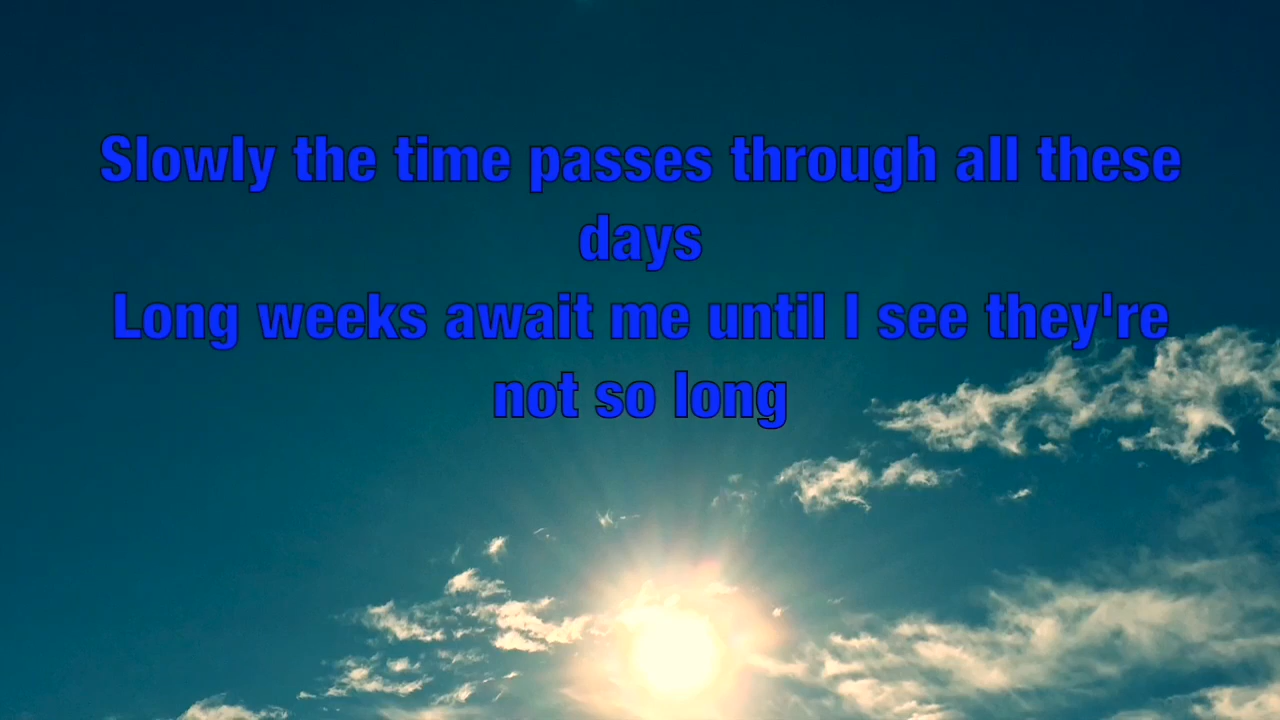 Slowly the time passes through all these
days
Long weeks await me until I see they're
not so long